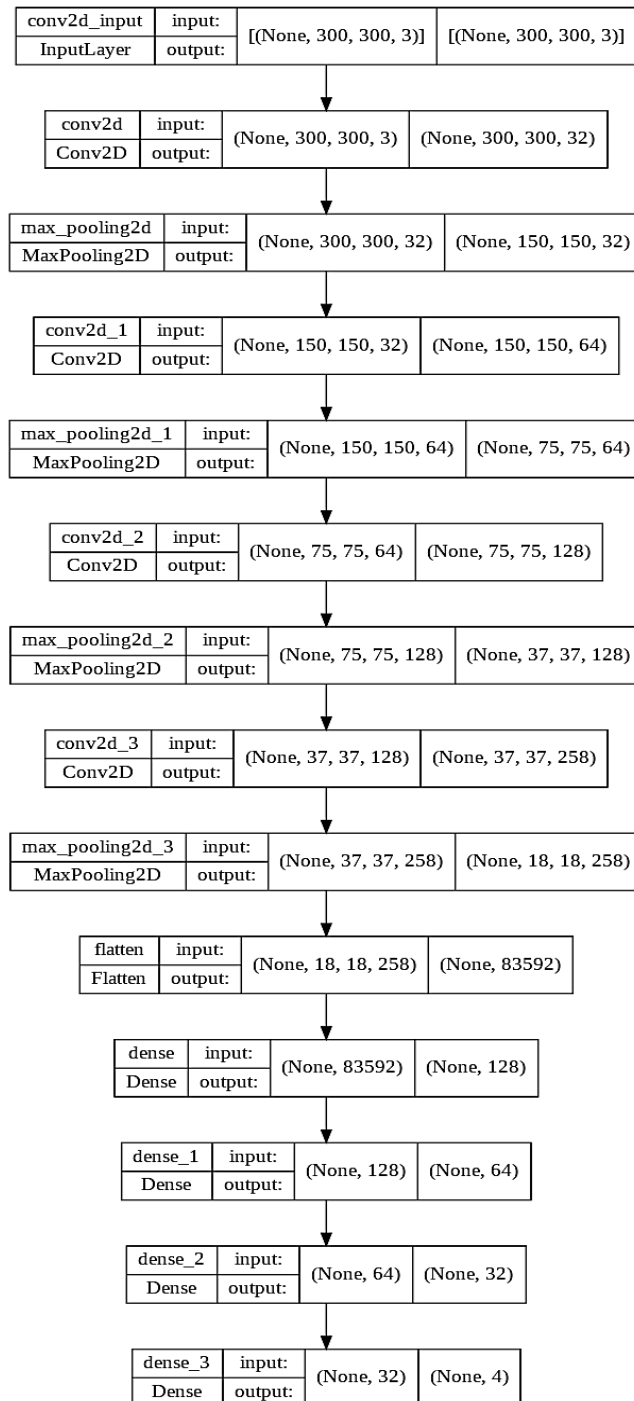 conv2d_input input: [(None, 300, 300, 3)] [(None, 300, 300, 3)]
InputLayer output:
conv2d input: (None, 300, 300, 3) (None, 300, 300, 32)
Conv2D output:
max_pooling2d input: (None, 300, 300, 32) (None, 150, 150, 32)
MaxPooling2D output:
conv2d_1 input: (None, 150, 150, 32) (None, 150, 150, 64)
Conv2D output:
max_pooling2d_1 input: (None, 150, 150, 64) (None, 75, 75, 64)
MaxPooling2D output:
conv2d_2 input: (None, 75, 75, 64) (None, 75, 75, 128)
Conv2D output:
max_pooling2d_2 input: (None, 75, 75, 128) (None, 37, 37, 128)
MaxPooling2D output:
conv2d_3 input: (None, 37, 37, 128) (None, 37, 37, 258)
Conv2D output:
max_pooling2d_3 input: (None, 37, 37, 258) (None, 18, 18, 258)
MaxPooling2D output:
flatten input: (None, 18, 18, 258) (None, 83592)
Flatten output:
dense input: (None, 83592) (None, 128)
Dense output:
dense_1 input: (None, 128) (None, 64)
Dense output:
dense_2 input: (None, 64) (None, 32)
Dense output:
dense_3 input: (None, 32) (None, 4)
Dense output: